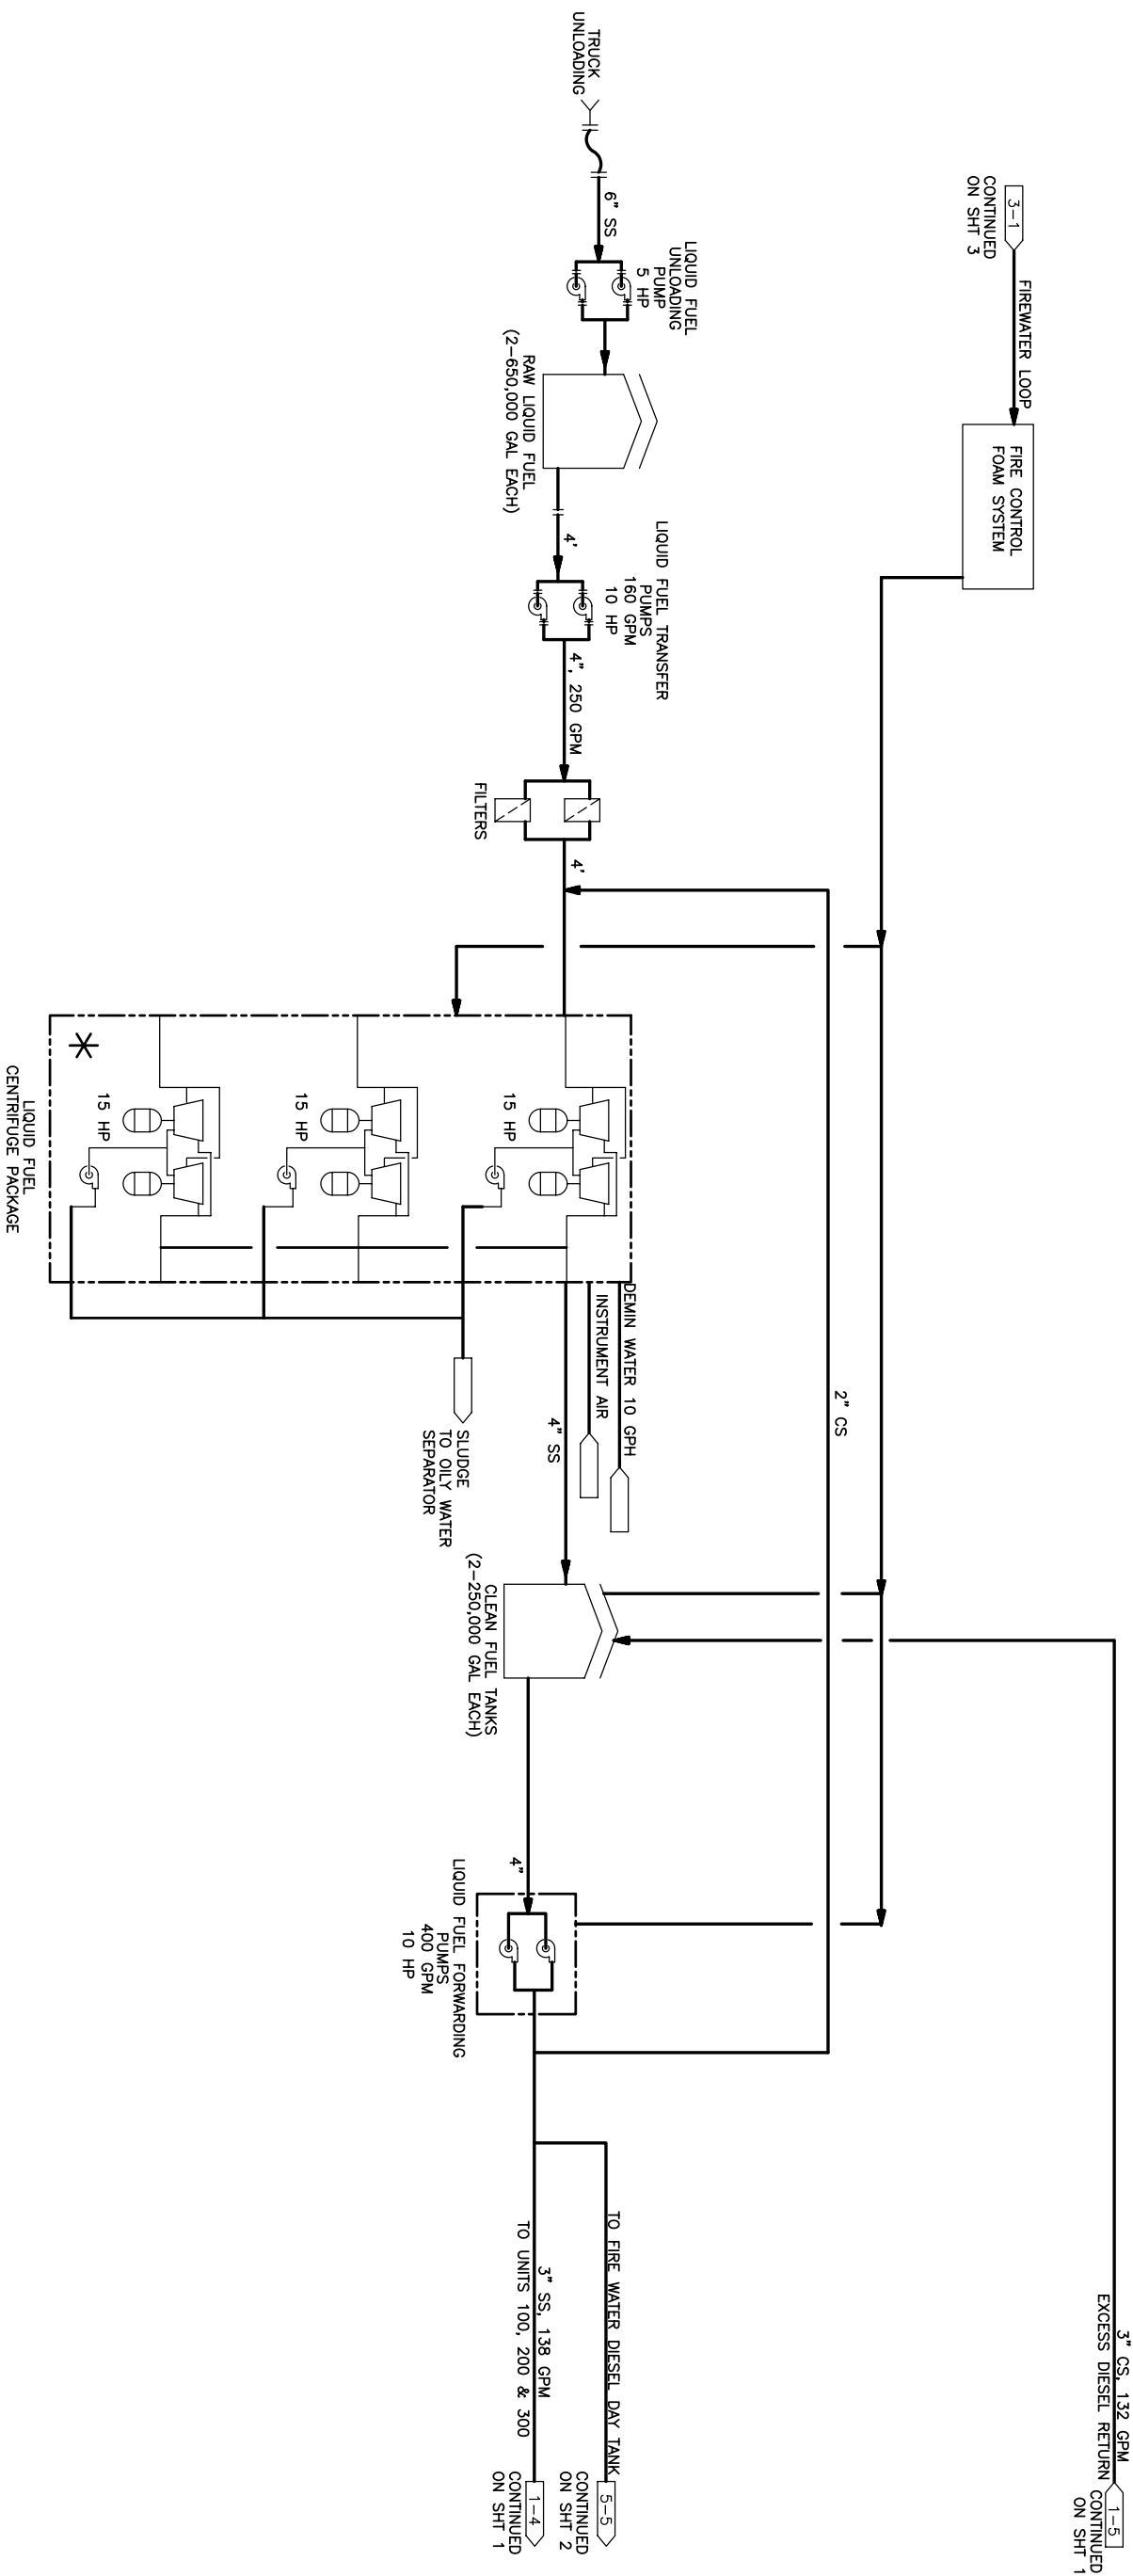 TRUCK
UNLOADING
6" SS
3-1
CONTINUED
ON SHT 3
FIREWATER LOOP
FIRE CONTROL
FOAM SYSTEM
LIQUID FUEL
UNLOADING
PUMP
5 HP
RAW LIQUID FUEL
(2-650,000 GAL EACH)
4'
LIQUID FUEL TRANSFER
PUMPS
160 GPM
10 HP
4", 250 GPM
FILTERS
4'
15 HP
15 HP
15 HP
LIQUID FUEL
CENTRIFUGE PACKAGE
DEMIN WATER 10 GPH
INSTRUMENT AIR
4" SS
SLUDGE
TO OILY WATER
SEPARATOR
2" CS
CLEAN FUEL TANKS
(2-250,000 GAL EACH)
4"
LIQUID FUEL FORWARDING
PUMPS
400 GPM
10 HP
TO FIRE WATER DIESEL DAY TANK
5-5
CONTINUED
ON SHT 2
3" SS, 138 GPM
TO UNITS 100, 200 & 300
1-4
CONTINUED
ON SHT 1
3" CS, 132 GPM
EXCESS DIESEL RETURN
1-5
CONTINUED
ON SHT 1